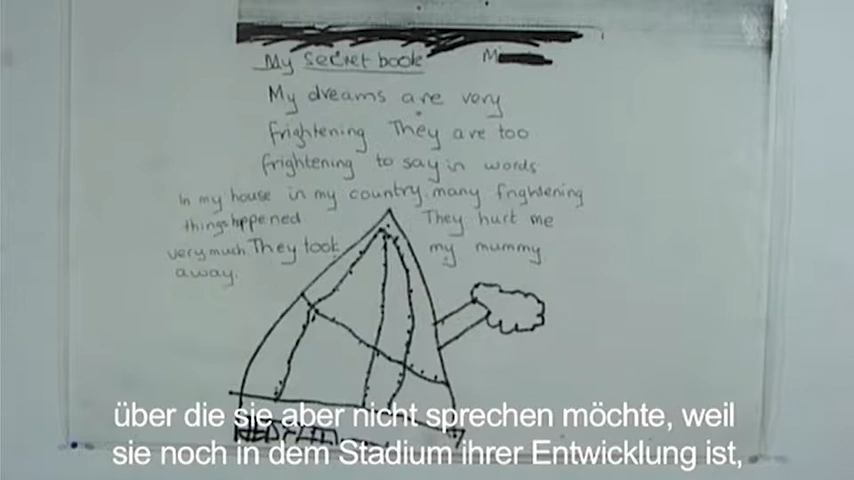 My secret book
My dreams are very
frightening They are too
frightening to say in words
In my house in my country many frightening
things happened They hurt me
very much. They took my mummy
away.
über die sie aber nicht sprechen möchte, weil
sie noch in dem Stadium ihrer Entwicklung ist,